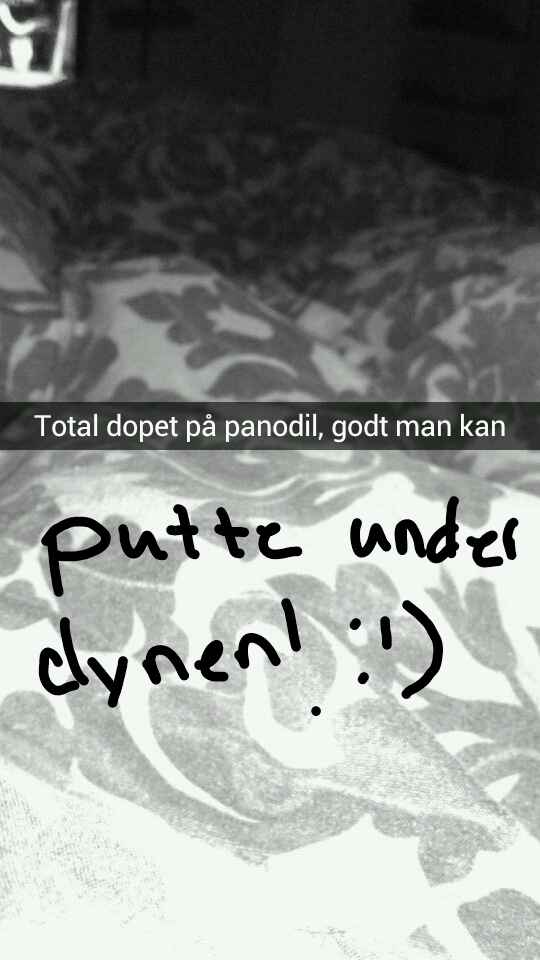 Total dopet på panodil, godt man kan
putte under
dynen! :')